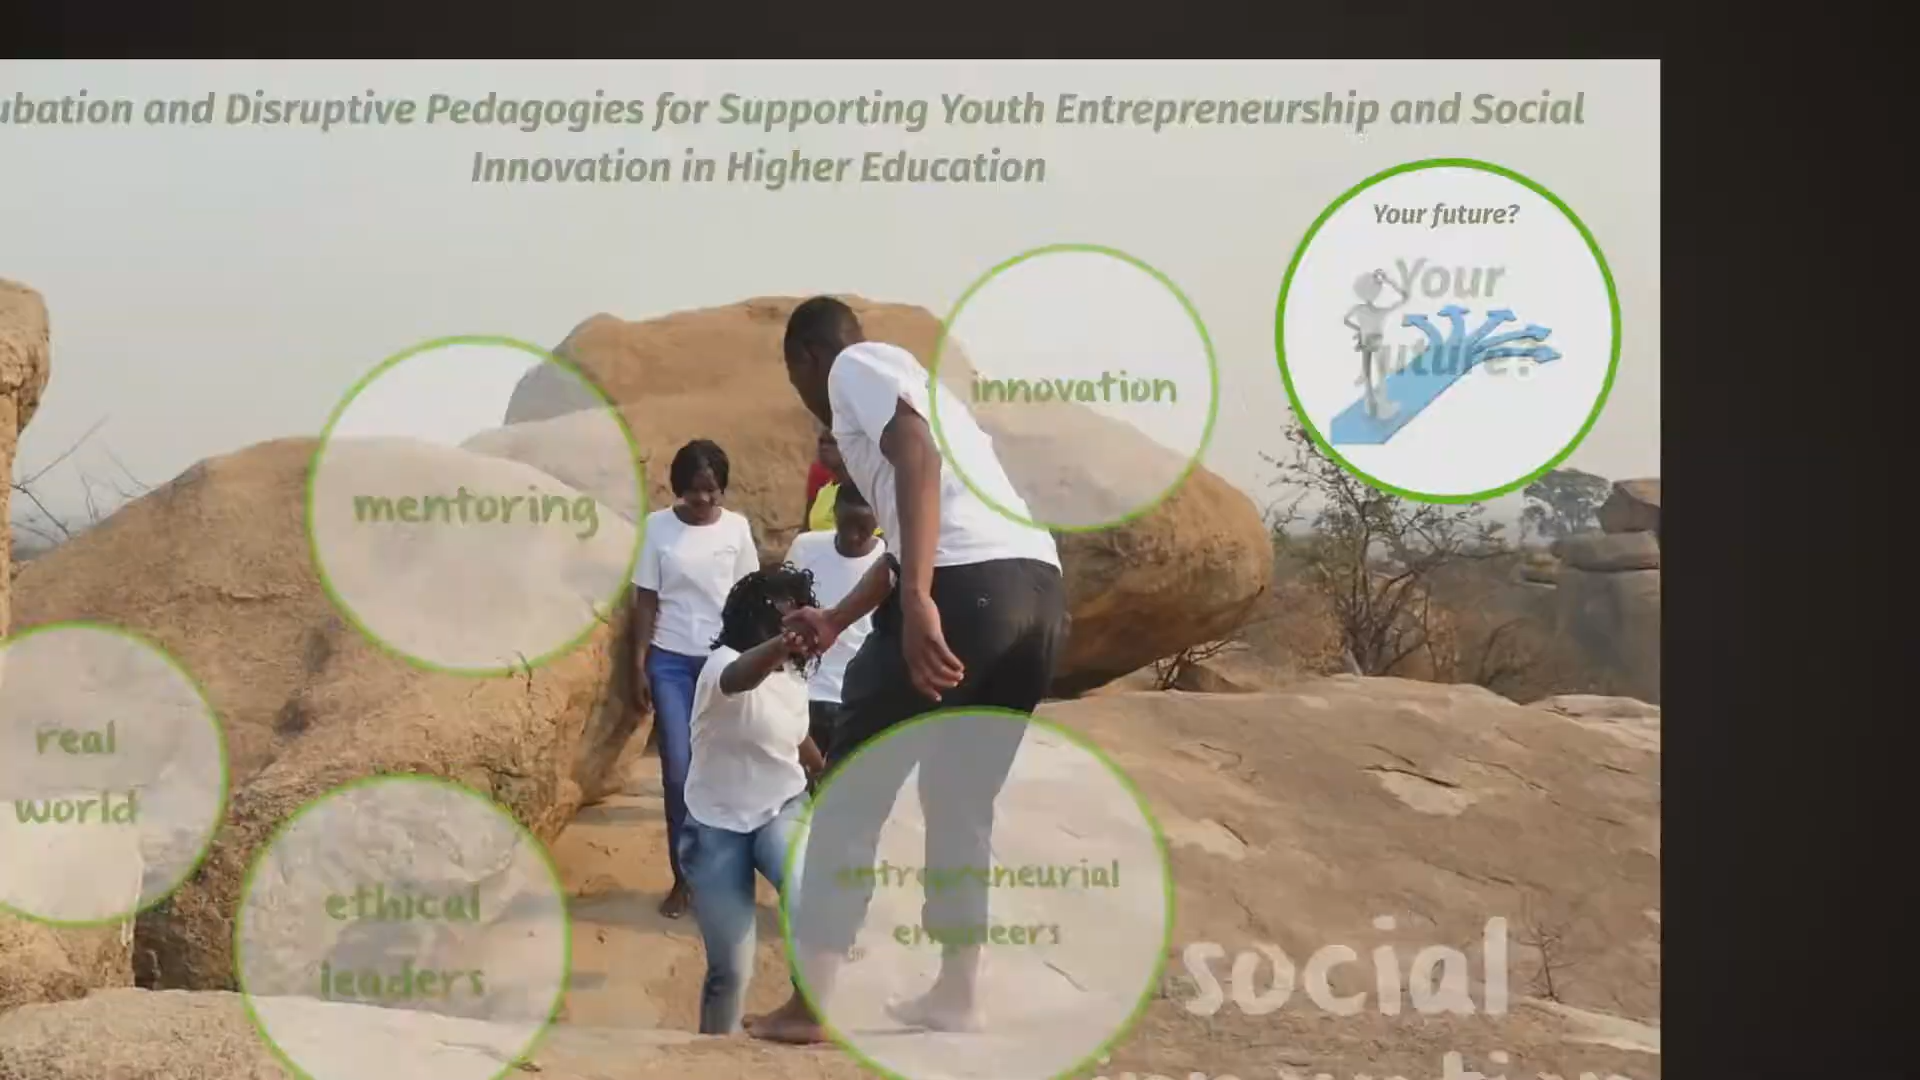 ubation and Disruptive Pedagogies for Supporting Youth Entrepreneurship and Social
Innovation in Higher Education
Your future?
Your
future?
innovation
mentoring
real
world
ethical
leaders
entrepreneurial
engineers
social